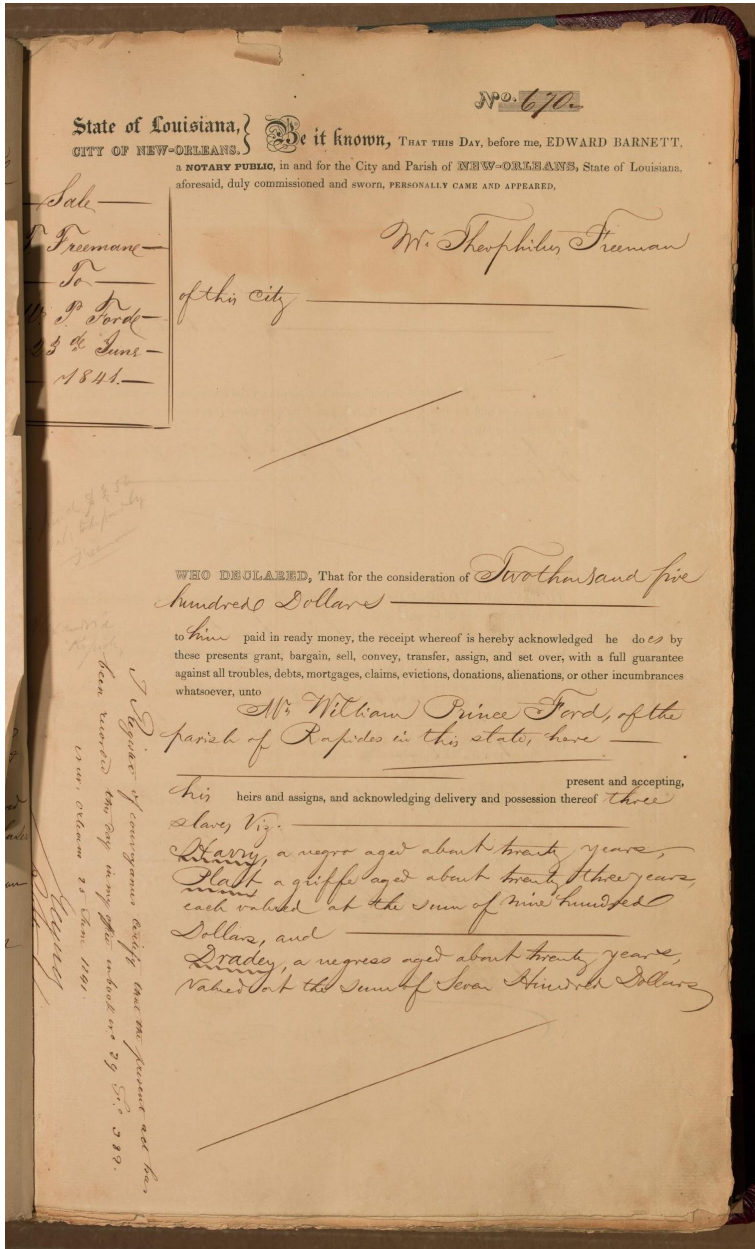 No. 670.
State of Louisiana,
CITY OF NEW-ORLEANS.
Be it known, THAT THIS DAY, before me, EDWARD BARNETT,
a NOTARY PUBLIC, in and for the City and Parish of NEW-ORLEANS, State of Louisiana,
aforesaid, duly commissioned and sworn, PERSONALLY CAME AND APPEARED,
Sale
T Freeman
To
W. P. Ford
23d June
1841.
Mr. Theophilus Freeman
of this City
WHO DECLARED, That for the consideration of Two thousand five
hundred Dollars
to him paid in ready money, the receipt whereof is hereby acknowledged he does by
these presents grant, bargain, sell, convey, transfer, assign, and set over, with a full guarantee
against all troubles, debts, mortgages, claims, evictions, donations, alienations, or other incumbrances
whatsoever, unto
Mr. William Prince Ford, of the
parish of Rapides in this state, here
present and accepting,
his heirs and assigns, and acknowledging delivery and possession thereof three
slaves Viz.
Harry, a negro aged about twenty years,
Platt a griffe aged about twenty three years,
each valued at the sum of nine hundred
Dollars, and
Dradey, a negress aged about twenty years,
valued at the sum of Seven Hundred Dollars
I Register of conveyances certify that the present act has
been recorded this day in my office in book no 29 Fo 388.
New Orleans 25 June 1841.